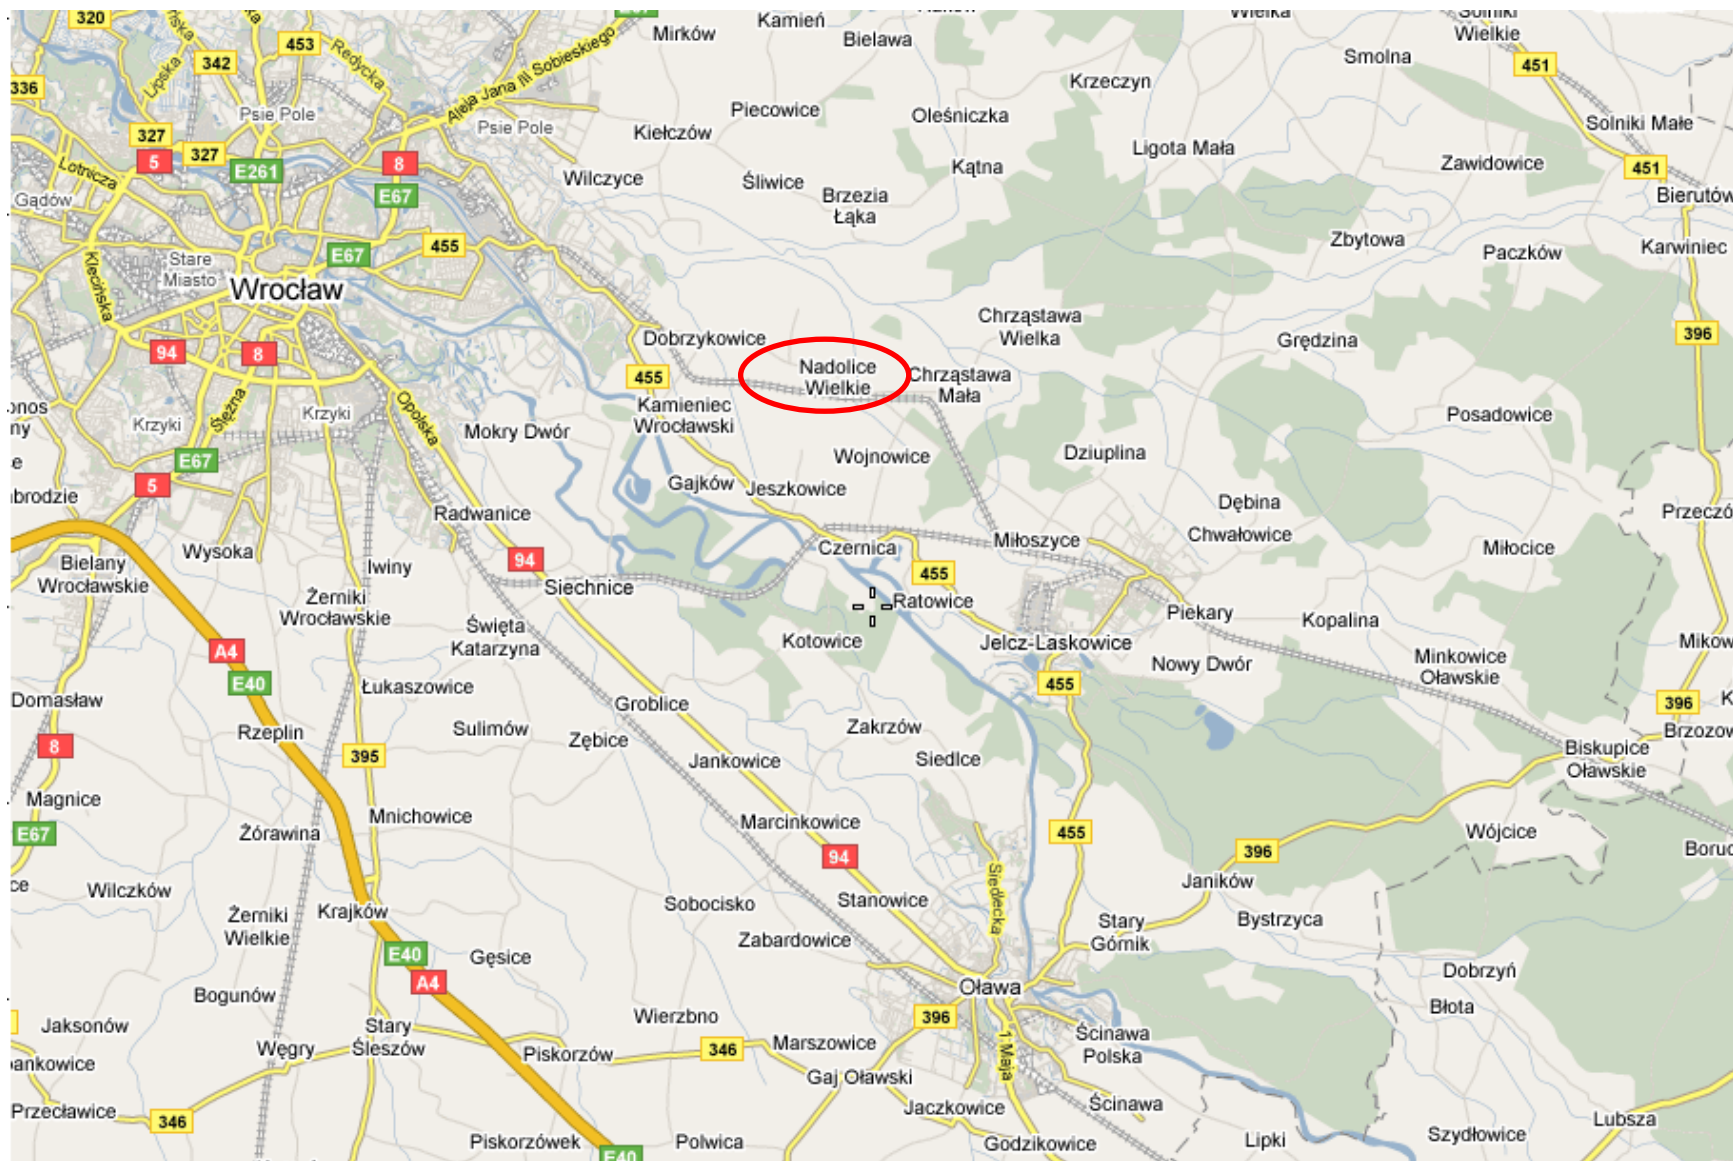 320
Kamień
Wielka
Solniki
Wielkie
Mirków
Bielawa
453
Redycka
Aleja Jana III Sobieskiego
342
Lipska
Smolna
451
336
Krzeczyn
Piecowice
Oleśniczka
Psie Pole
Psie Pole
Kiełczów
Solniki Małe
327
327
5
Ligota Mała
Zawidowice
451
Lotnicza
E261
8
Kątna
Wilczyce
Śliwice
Brzezia
Łąka
E67
Bierutów
Gądów
455
E67
Zbytowa
Paczków
Karwiniec
Stare
Miasto
Klecińska
Wrocław
Chrząstawa
Wielka
396
Dobrzykowice
Grędzina
94
8
Nadolice
Wielkie
455
Chrząstawa
Mała
Kamieniec
Wrocławski
Opolska
Ślężna
Krzyki
Krzyki
Posadowice
Mokry Dwór
Wojnowice
Dziuplina
E67
5
Gajków
Jeszkowice
Dębina
Radwanice
Przeczó
Chwałowice
Wysoka
Czernica
Miłoszyce
Miłocice
94
Bielany
Wrocławskie
Iwiny
455
Siechnice
Ratowice
Żerniki
Wrocławskie
Piekary
Kopalina
Święta
Katarzyna
Kotowice
Jelcz-Laskowice
Mikow
A4
Nowy Dwór
Minkowice
Oławskie
E40
Łukaszowice
455
Domasław
Groblice
396
Rzeplin
Sulimów
Zębice
Zakrzów
Brzozow
8
395
Jankowice
Siedlce
Biskupice
Oławskie
Magnice
Mnichowice
E67
Żórawina
Marcinkowice
455
Wójcice
94
396
Boruc
Wilczków
Siedlecka
Janików
Sobocisko
Stanowice
Żerniki
Wielkie
Krajków
Stary
Górnik
Bystrzyca
Zabardowice
E40
Gęsice
A4
Dobrzyń
Bogunów
Oława
Błota
Jaksonów
Stary
Śleszów
Wierzbno
396
Ścinawa
Polska
Węgry
Piskorzów
346
Marszowice
1 Maja
Gaj Oławski
Przecławice
346
Jaczkowice
Ścinawa
Lubsza
Piskorzówek
Polwica
Godzikowice
Lipki
Szydłowice
E40